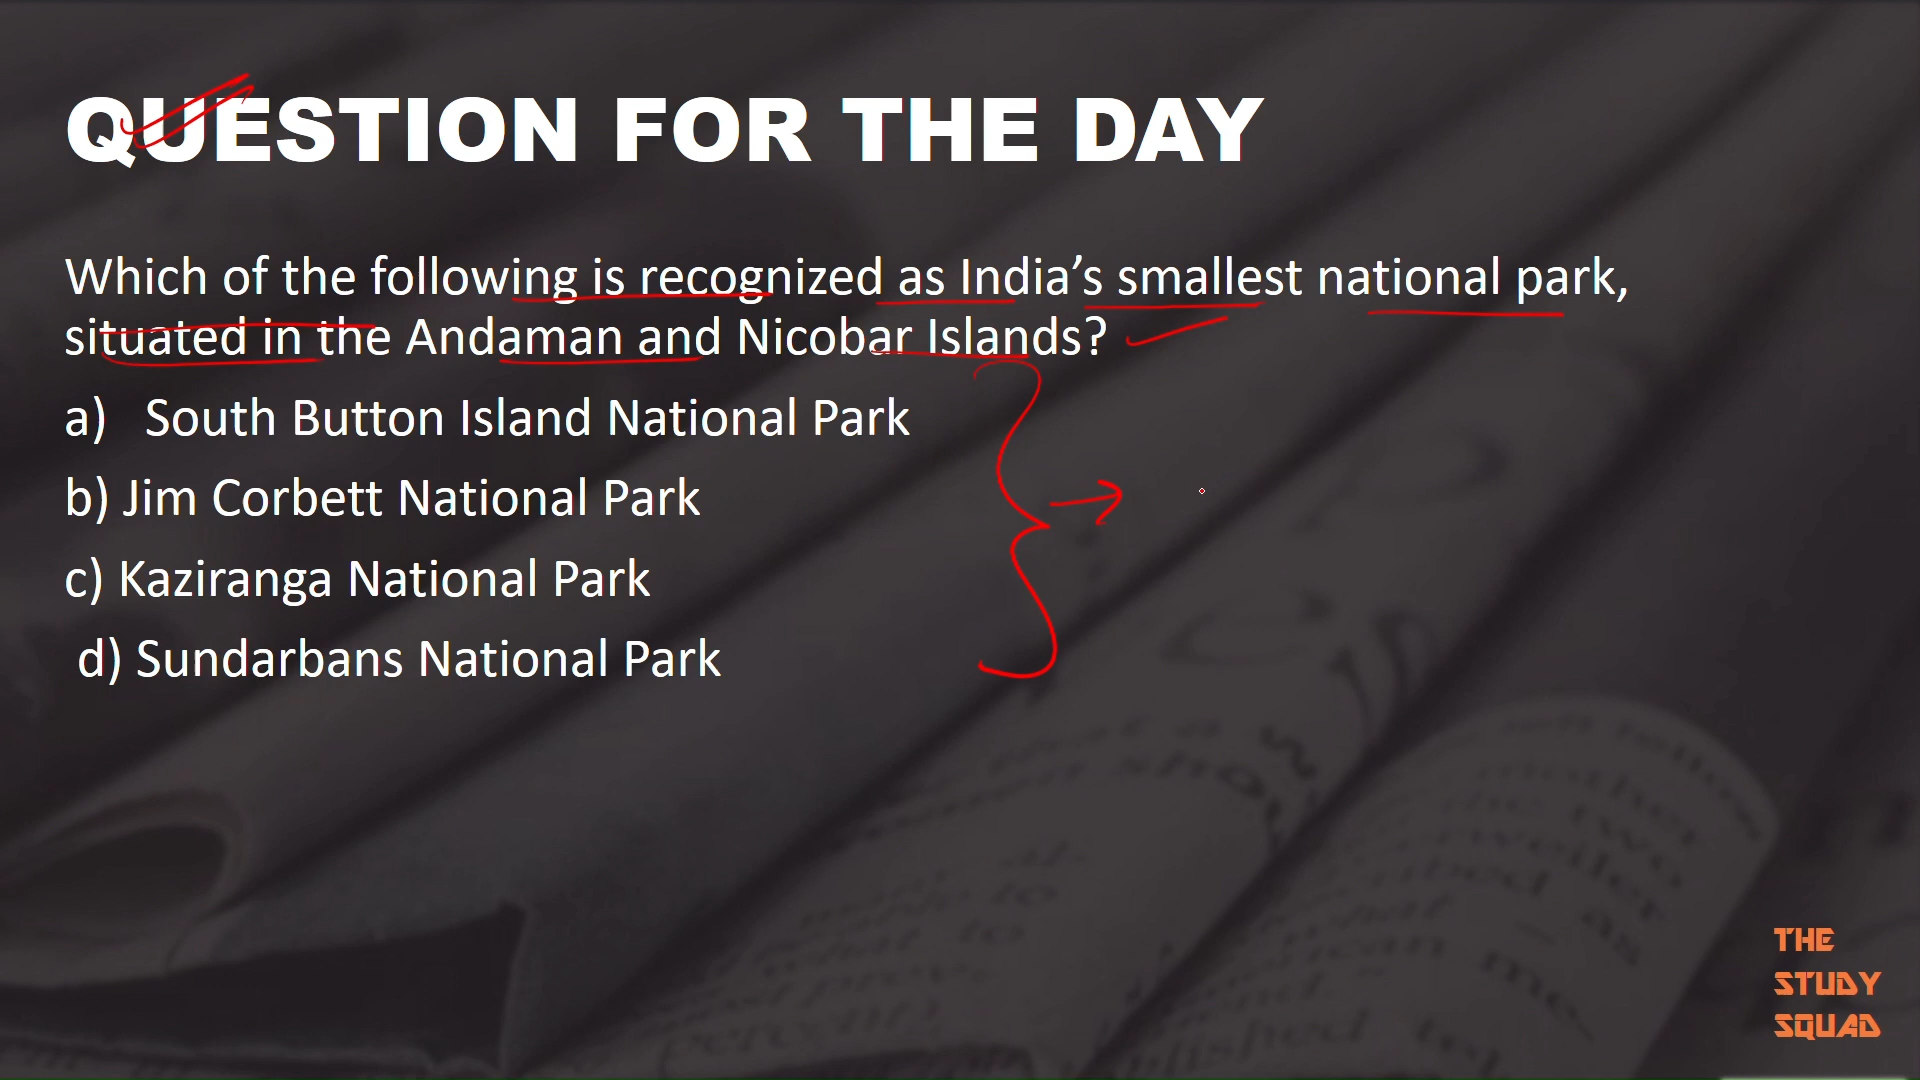 QUESTION FOR THE DAY
Which of the following is recognized as India’s smallest national park,
situated in the Andaman and Nicobar Islands?
a) South Button Island National Park
b) Jim Corbett National Park
c) Kaziranga National Park
d) Sundarbans National Park
THE
STUDY
SQUAD